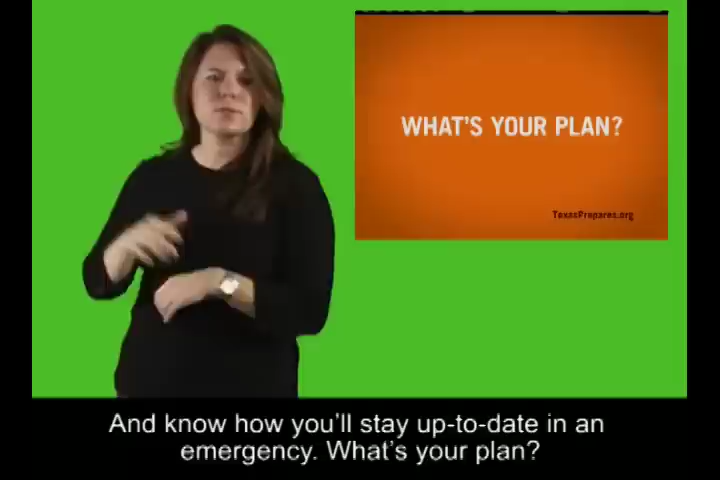 WHAT'S YOUR PLAN?
TexasPrepares.org
And know how you'll stay up-to-date in an
emergency. What's your plan?